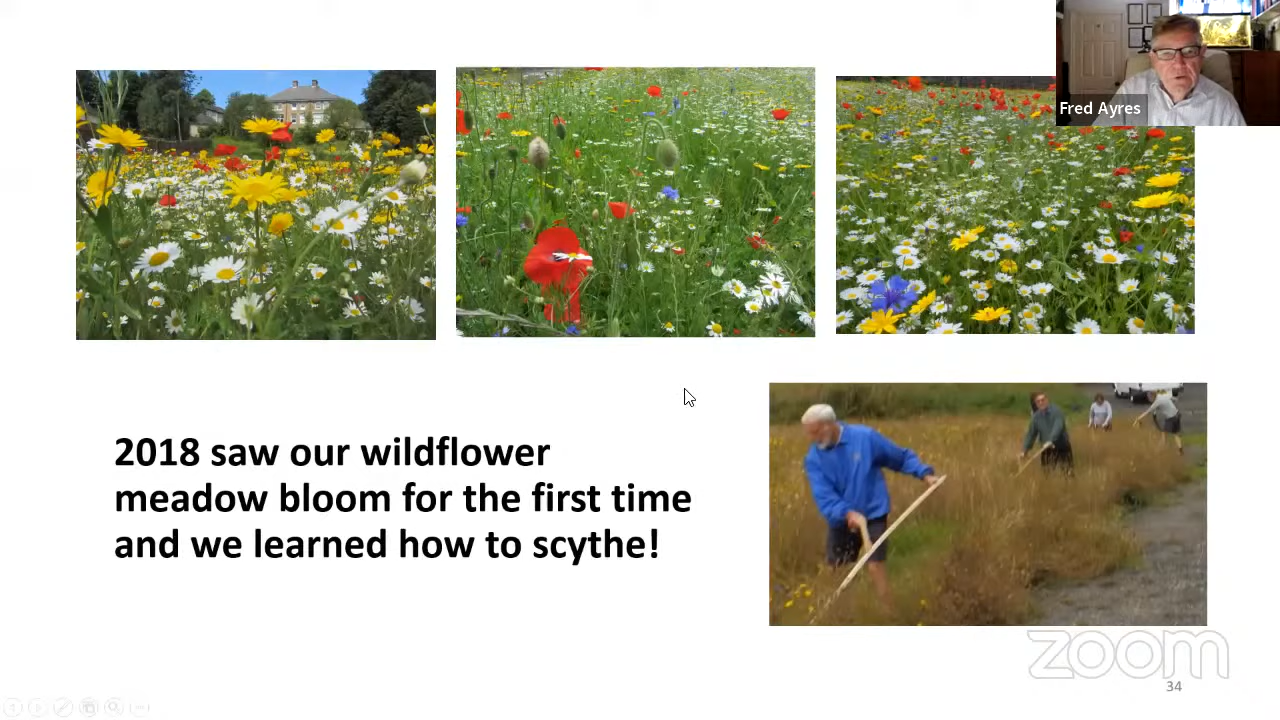 Fred Ayres
2018 saw our wildflower
meadow bloom for the first time
and we learned how to scythe!
zoom
34